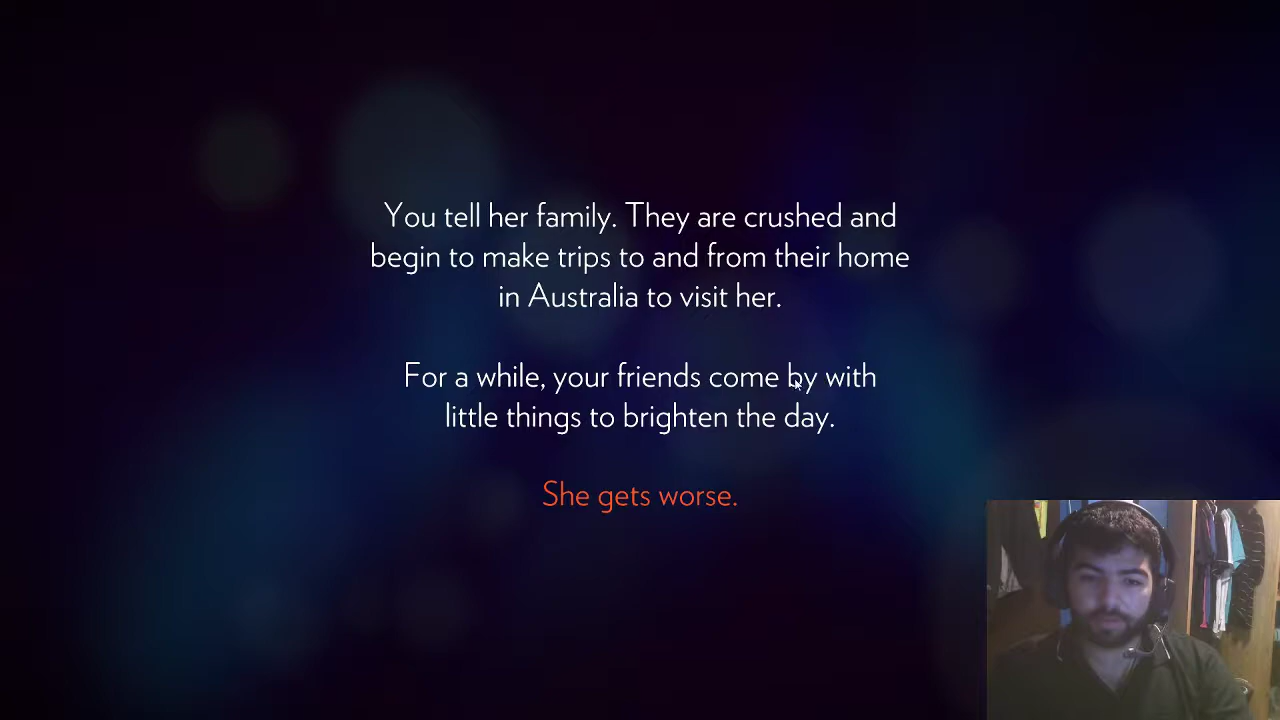 You tell her family. They are crushed and
begin to make trips to and from their home
in Australia to visit her.
For a while, your friends come by with
little things to brighten the day.
She gets worse.